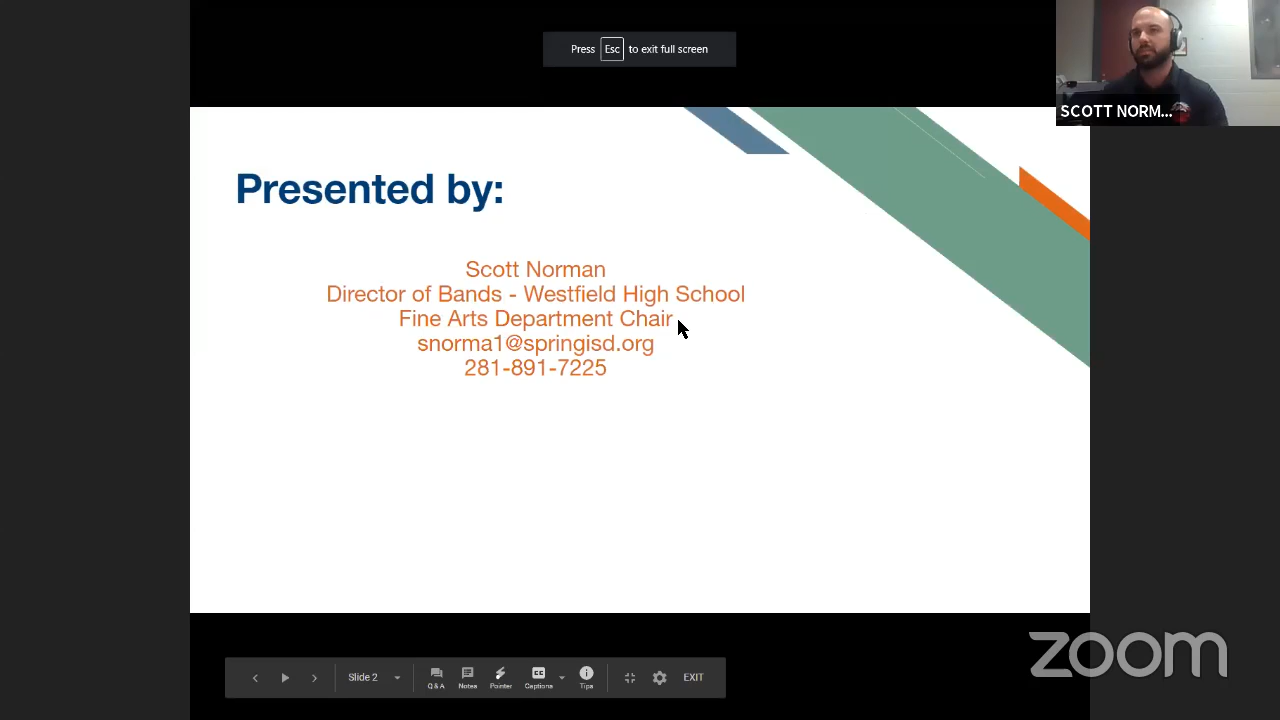 Press Esc to exit full screen
SCOTT NORM...
Presented by:
Scott Norman
Director of Bands - Westfield High School
Fine Arts Department Chair
snorma1@springisd.org
281-891-7225
zoom
Slide 2
CC
Q & A
Notes
Pointer
Captions
Tips
EXIT